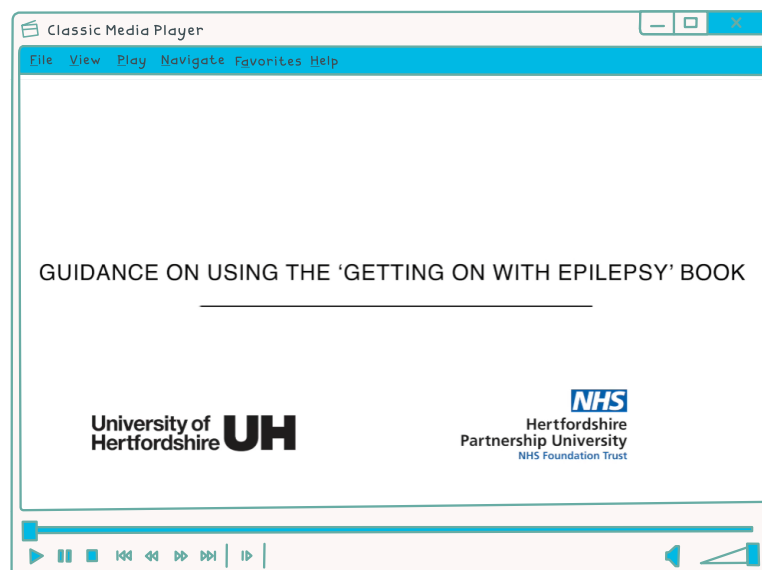 Classic Media Player
File View Play Navigate Favorites Help
GUIDANCE ON USING THE ‘GETTING ON WITH EPILEPSY’ BOOK
University of
Hertfordshire UH
NHS
Hertfordshire
Partnership University
NHS Foundation Trust